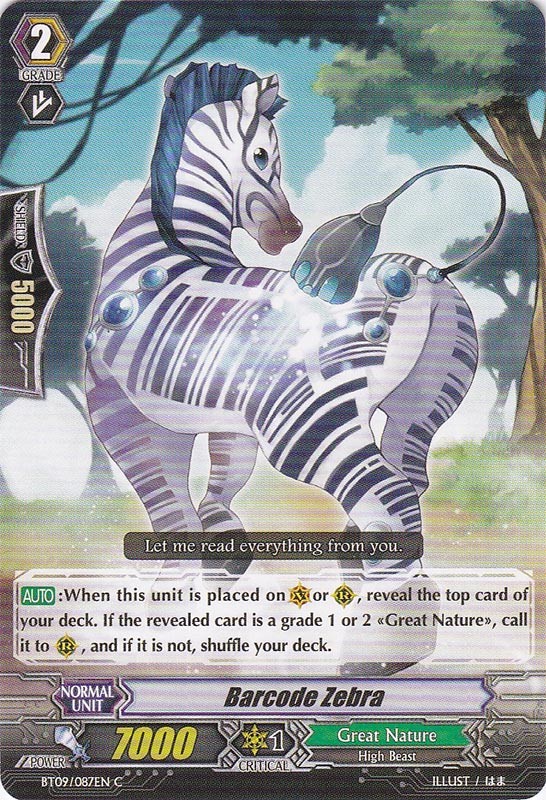 2
GRADE
SHIELD
5000
Let me read everything from you.
AUTO :When this unit is placed on V or R, reveal the top card of
your deck. If the revealed card is a grade 1 or 2 «Great Nature», call
it to R, and if it is not, shuffle your deck.
NORMAL
UNIT
Barcode Zebra
POWER
7000
1
CRITICAL
Great Nature
High Beast
BT09/087EN C
ILLUST / はま